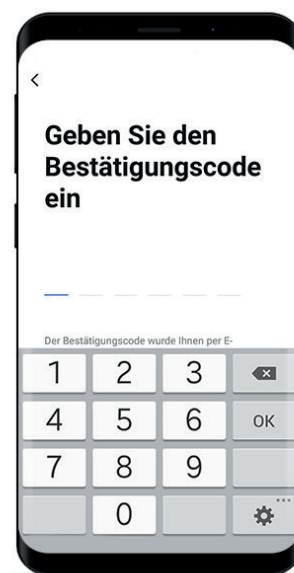 Geben Sie den
Bestätigungscode
ein
Der Bestätigungscode wurde Ihnen per E-
1 2 3
4 5 6 OK
7 8 9
0